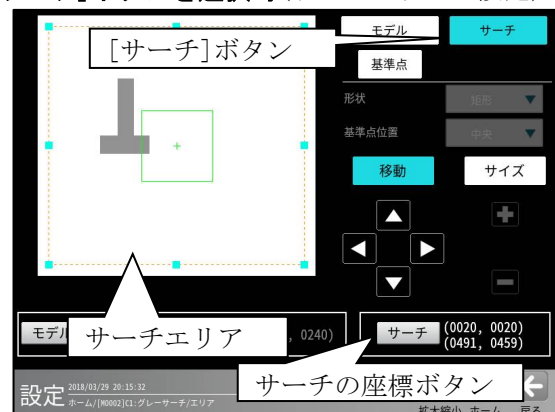 モデル
サーチ
[サーチ]ボタン
基準点
形状
矩形
基準点位置
中央
移動
サイズ
モデル
, 0240)
サーチ
(0020, 0020)
(0491, 0459)
サーチエリア
サーチの座標ボタン
設定
2018/03/29 20:15:32
ホーム/[M0002]C1:グレーサーチ/エリア
拡大縮小 ホーム 戻る